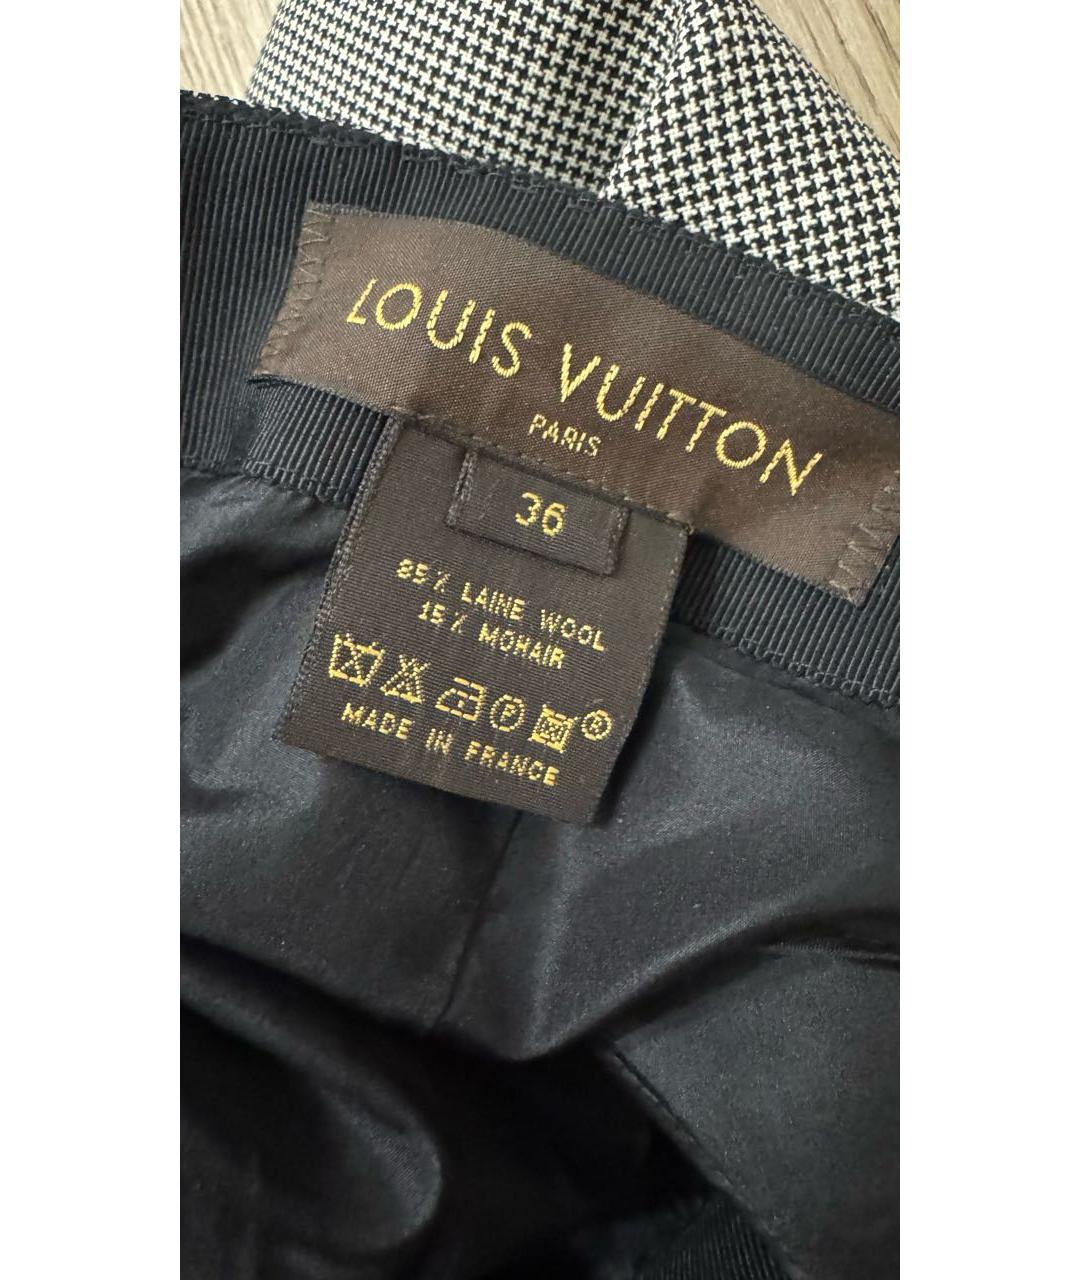 LOUIS VUITTON
PARIS
36
85% LAINE WOOL
15% MOHAIR
P
®
MADE IN FRANCE